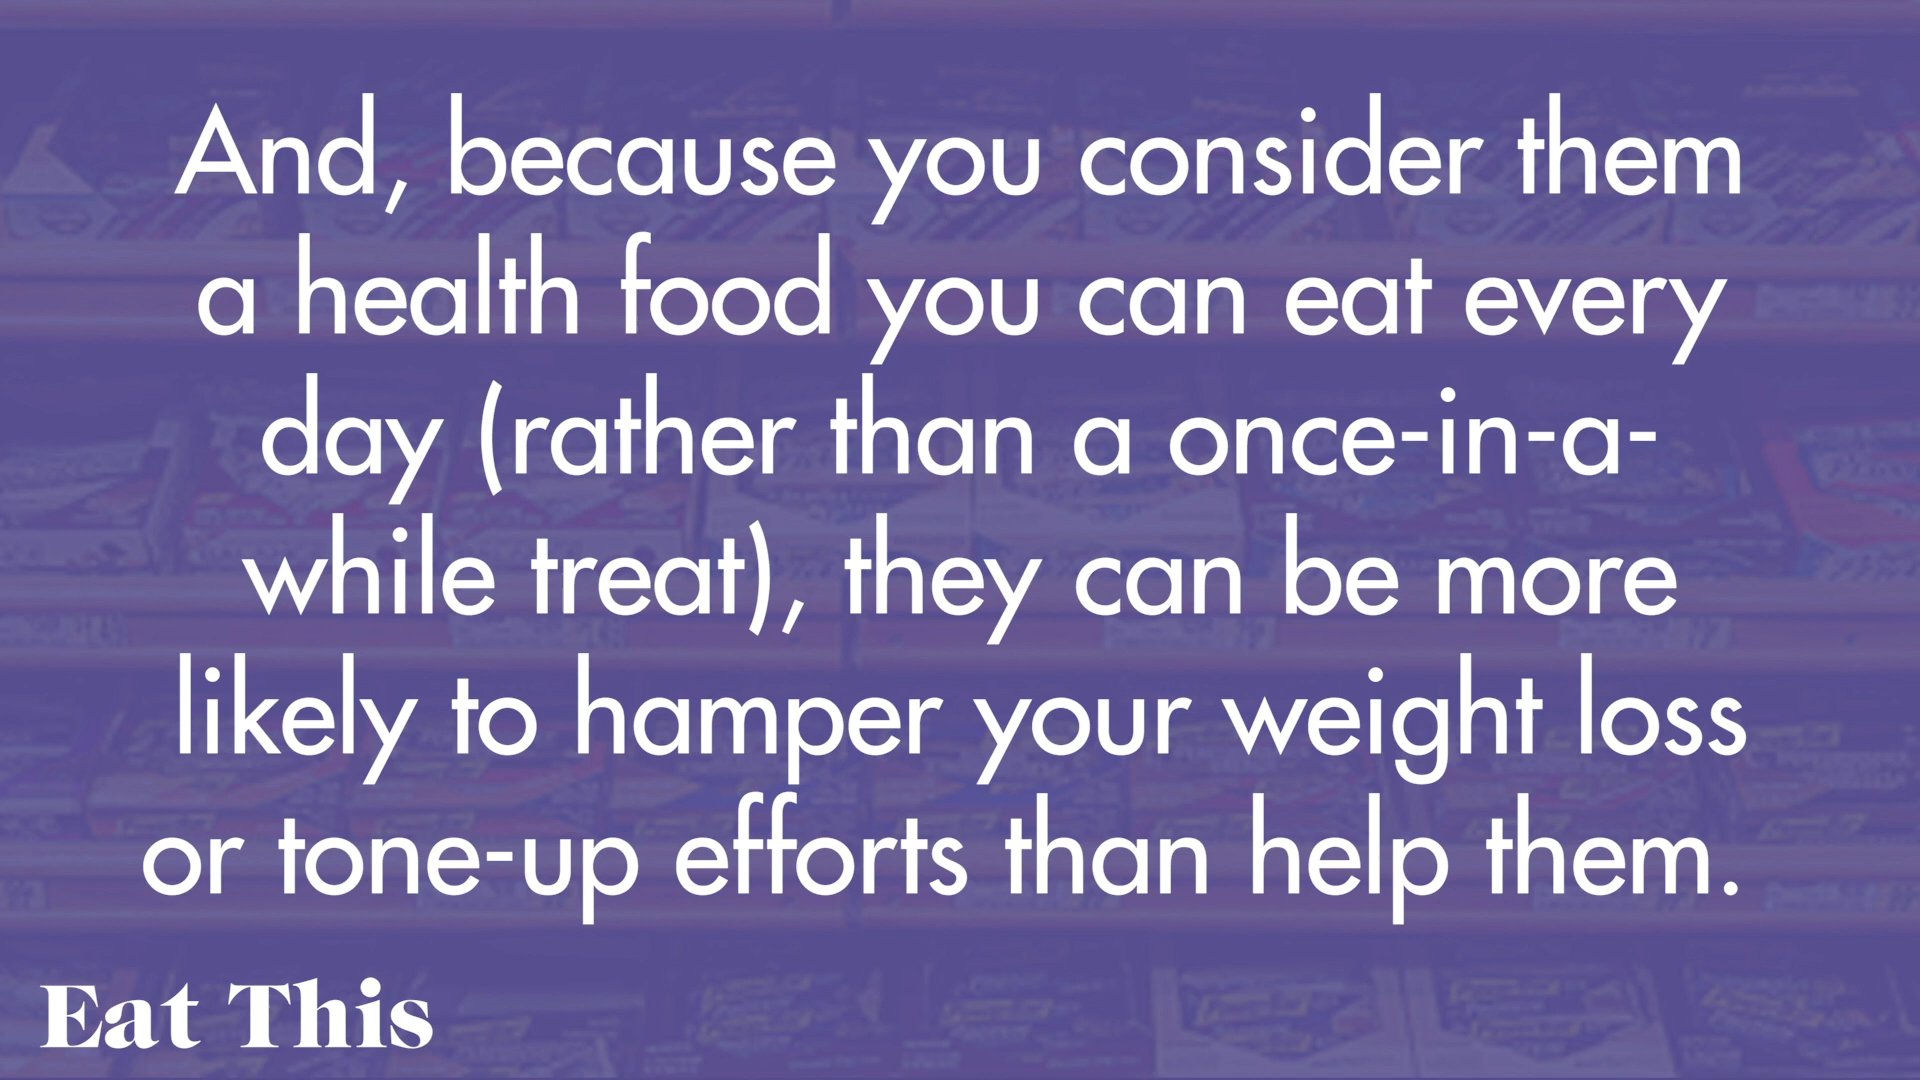 And, because you consider them
a health food you can eat every
day (rather than a once-in-a-
while treat), they can be more
likely to hamper your weight loss
or tone-up efforts than help them.
Eat This